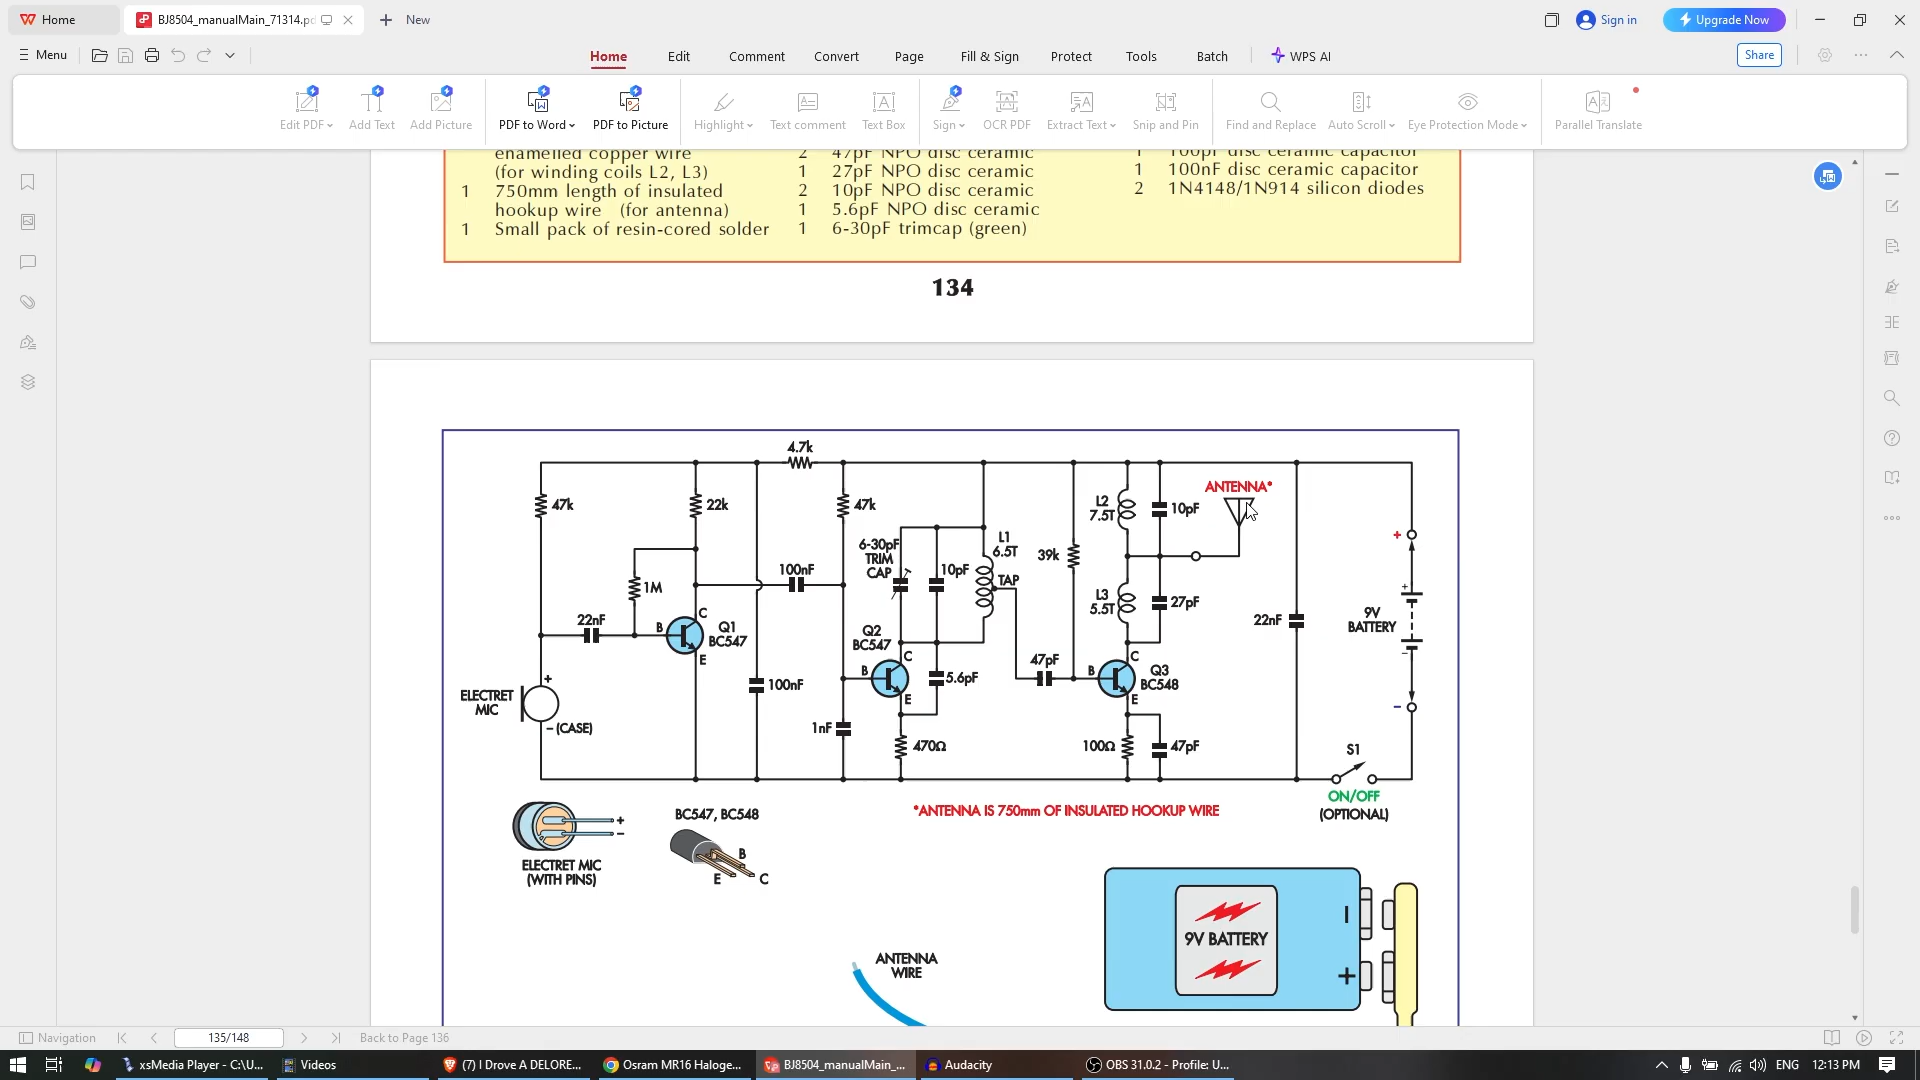 Home
BJ8504_manualMain_71314.pd
New
Sign in
Upgrade Now
Menu
Home Edit Comment Convert Page Fill & Sign Protect Tools Batch WPS AI
Share
Edit PDF Add Text Add Picture PDF to Word PDF to Picture Highlight Text comment Text Box Sign OCR PDF Extract Text Snip and Pin Find and Replace Auto Scroll Eye Protection Mode Parallel Translate
enamelled copper wire
(for winding coils L2, L3)
1 750mm length of insulated
hookup wire (for antenna)
1 Small pack of resin-cored solder
2 47pF NPO disc ceramic
1 27pF NPO disc ceramic
2 10pF NPO disc ceramic
1 5.6pF NPO disc ceramic
1 6-30pF trimcap (green)
1 100pF disc ceramic capacitor
1 100nF disc ceramic capacitor
2 1N4148/1N914 silicon diodes
134
4.7k
47k
22k
47k
L2
7.5T
10pF
ANTENNA*
+
6-30pF
TRIM
CAP
10pF
L1
6.5T
TAP
39k
100nF
1M
L3
5.5T
27pF
22nF
B
C
Q1
BC547
E
22nF
9V
BATTERY
+
−
Q2
BC547
C
B
E
5.6pF
47pF
B
C
Q3
BC548
E
ELECTRET
MIC
+
– (CASE)
100nF
1nF
470Ω
100Ω
47pF
–
S1
ON/OFF
(OPTIONAL)
*ANTENNA IS 750mm OF INSULATED HOOKUP WIRE
+
−
ELECTRET MIC
(WITH PINS)
BC547, BC548
B
E
C
ANTENNA
WIRE
9V BATTERY
−
+
Navigation
135/148
Back to Page 136
xsMedia Player - C:\U...
Videos
(7) I Drove A DELORE...
Osram MR16 Haloge...
BJ8504_manualMain_...
Audacity
OBS 31.0.2 - Profile: U...
ENG
12:13 PM